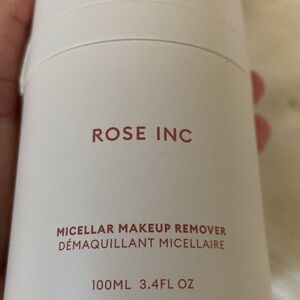 ROSE INC
MICELLAR MAKEUP REMOVER
DÉMAQUILLANT MICELLAIRE
100ML 3.4FL OZ